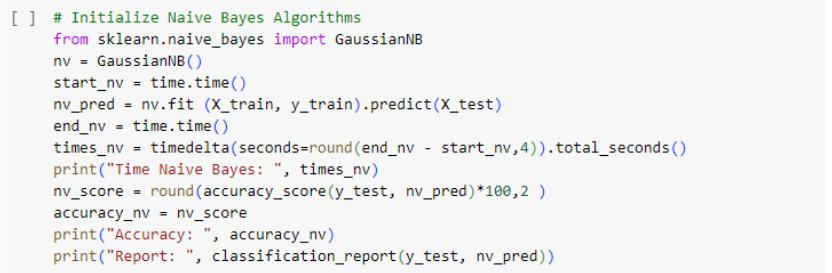 [ ] # Initialize Naive Bayes Algorithms
from sklearn.naive_bayes import GaussianNB
nv = GaussianNB()
start_nv = time.time()
nv_pred = nv.fit (X_train, y_train).predict(X_test)
end_nv = time.time()
times_nv = timedelta(seconds=round(end_nv - start_nv,4)).total_seconds()
print("Time Naive Bayes: ", times_nv)
nv_score = round(accuracy_score(y_test, nv_pred)*100,2 )
accuracy_nv = nv_score
print("Accuracy: ", accuracy_nv)
print("Report: ", classification_report(y_test, nv_pred))